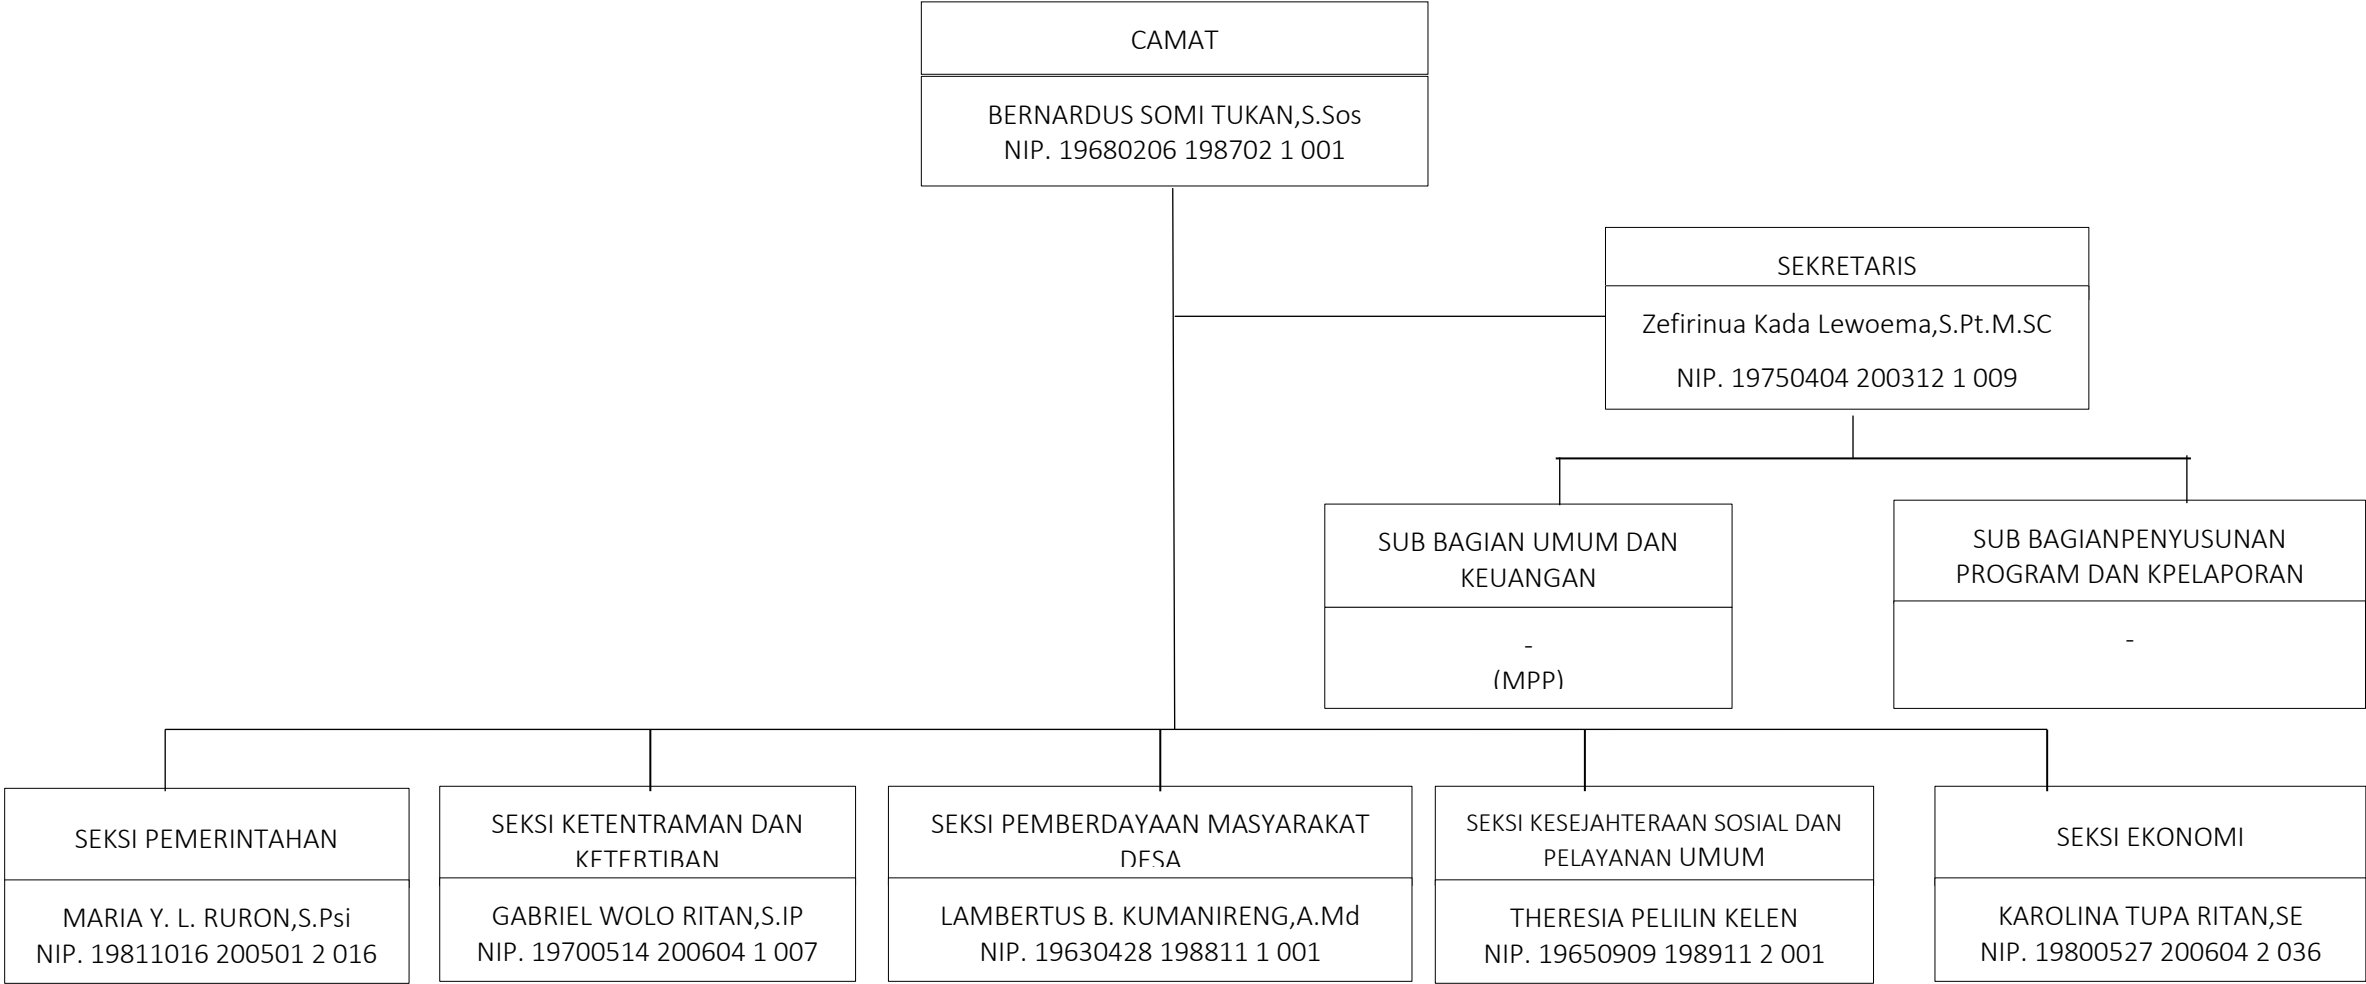 CAMAT
BERNARDUS SOMI TUKAN,S.Sos
NIP. 19680206 198702 1 001
SEKRETARIS
Zefirinua Kada Lewoema,S.Pt.M.SC
NIP. 19750404 200312 1 009
SUB BAGIAN UMUM DAN
KEUANGAN
-
(MPP)
SUB BAGIANPENYUSUNAN
PROGRAM DAN KPELAPORAN
-
SEKSI PEMERINTAHAN
MARIA Y. L. RURON,S.Psi
NIP. 19811016 200501 2 016
SEKSI KETENTRAMAN DAN
KETERTIBAN
GABRIEL WOLO RITAN,S.IP
NIP. 19700514 200604 1 007
SEKSI PEMBERDAYAAN MASYARAKAT
DESA
LAMBERTUS B. KUMANIRENG,A.Md
NIP. 19630428 198811 1 001
SEKSI KESEJAHTERAAN SOSIAL DAN
PELAYANAN UMUM
THERESIA PELILIN KELEN
NIP. 19650909 198911 2 001
SEKSI EKONOMI
KAROLINA TUPA RITAN,SE
NIP. 19800527 200604 2 036